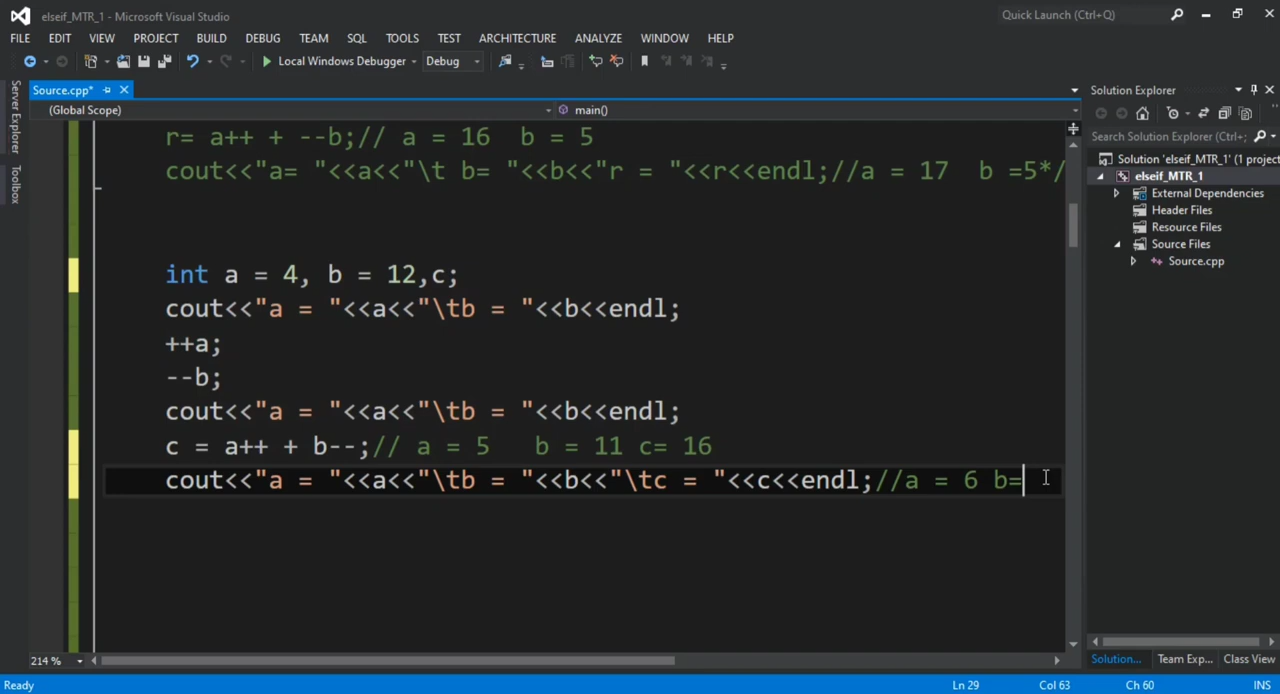 elseif_MTR_1 - Microsoft Visual Studio
Quick Launch (Ctrl+Q)
FILE EDIT VIEW PROJECT BUILD DEBUG TEAM SQL TOOLS TEST ARCHITECTURE ANALYZE WINDOW HELP
Local Windows Debugger Debug
Server Explorer
Toolbox
Source.cpp*
(Global Scope) main()
r= a++ + --b;// a = 16 b = 5
cout<<"a= "<<a<<"\t b= "<<b<<"r = "<<r<<endl;//a = 17 b =5*/
int a = 4, b = 12,c;
cout<<"a = "<<a<<"\tb = "<<b<<endl;
++a;
--b;
cout<<"a = "<<a<<"\tb = "<<b<<endl;
c = a++ + b--;// a = 5 b = 11 c= 16
cout<<"a = "<<a<<"\tb = "<<b<<"\tc = "<<c<<endl;//a = 6 b=
214 %
Solution Explorer
Search Solution Explorer (Ctrl+;
Solution 'elseif_MTR_1' (1 project
elseif_MTR_1
External Dependencies
Header Files
Resource Files
Source Files
Source.cpp
Solution... Team Exp... Class View
Ready Ln 29 Col 63 Ch 60 INS